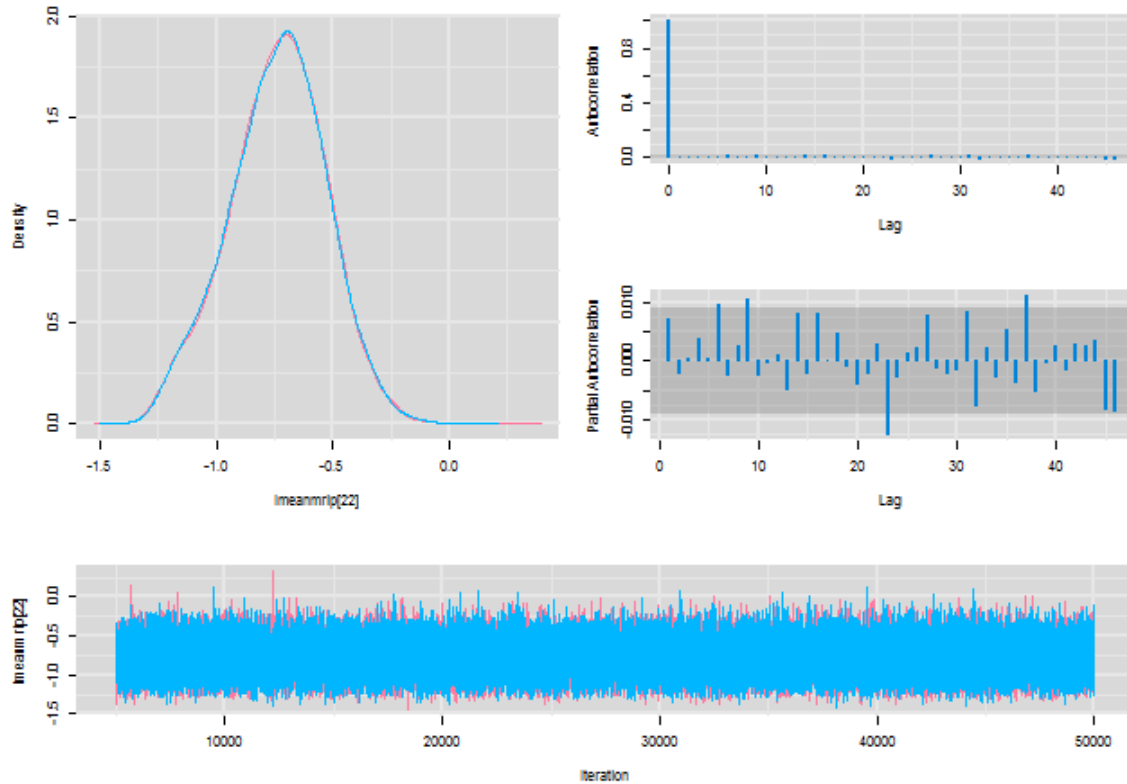 Density
0.0 0.5 1.0 1.5 2.0
-1.5 -1.0 -0.5 0.0
lmeanmrlp[22]
Autocorrelation
0.0 0.4 0.8
0 10 20 30 40
Lag
Partial Autocorrelation
-0.010 0.000 0.010
0 10 20 30 40
Lag
lmeanmrlp[22]
-1.5 -1.0 -0.5 0.0
10000 20000 30000 40000 50000
Iteration